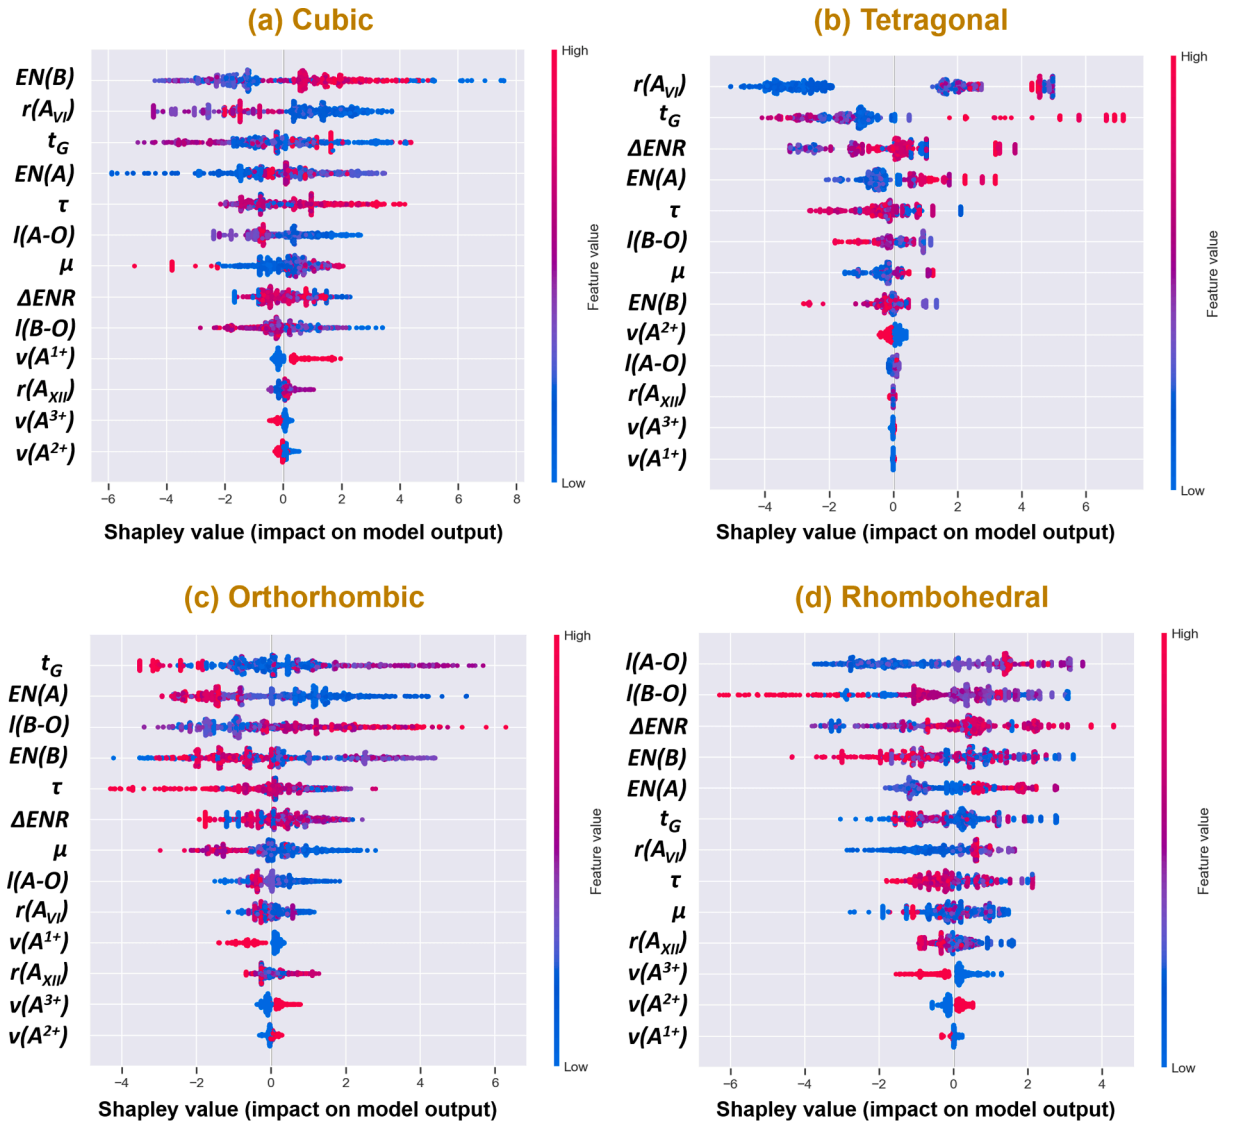 (a) Cubic
EN(B)
r(A_VI)
t_G
EN(A)
τ
l(A-O)
μ
ΔENR
l(B-O)
v(A¹⁺)
r(A_XII)
v(A³⁺)
v(A²⁺)
−6 −4 −2 0 2 4 6 8
Shapley value (impact on model output)
High
Feature value
Low
(b) Tetragonal
r(A_VI)
t_G
ΔENR
EN(A)
τ
l(B-O)
μ
EN(B)
v(A²⁺)
l(A-O)
r(A_XII)
v(A³⁺)
v(A¹⁺)
−4 −2 0 2 4 6
Shapley value (impact on model output)
High
Feature value
Low
(c) Orthorhombic
t_G
EN(A)
l(B-O)
EN(B)
τ
ΔENR
μ
l(A-O)
r(A_VI)
v(A¹⁺)
r(A_XII)
v(A³⁺)
v(A²⁺)
−4 −2 0 2 4 6
Shapley value (impact on model output)
High
Feature value
Low
(d) Rhombohedral
l(A-O)
l(B-O)
ΔENR
EN(B)
EN(A)
t_G
r(A_VI)
τ
μ
r(A_XII)
v(A³⁺)
v(A²⁺)
v(A¹⁺)
−6 −4 −2 0 2 4
Shapley value (impact on model output)
High
Feature value
Low